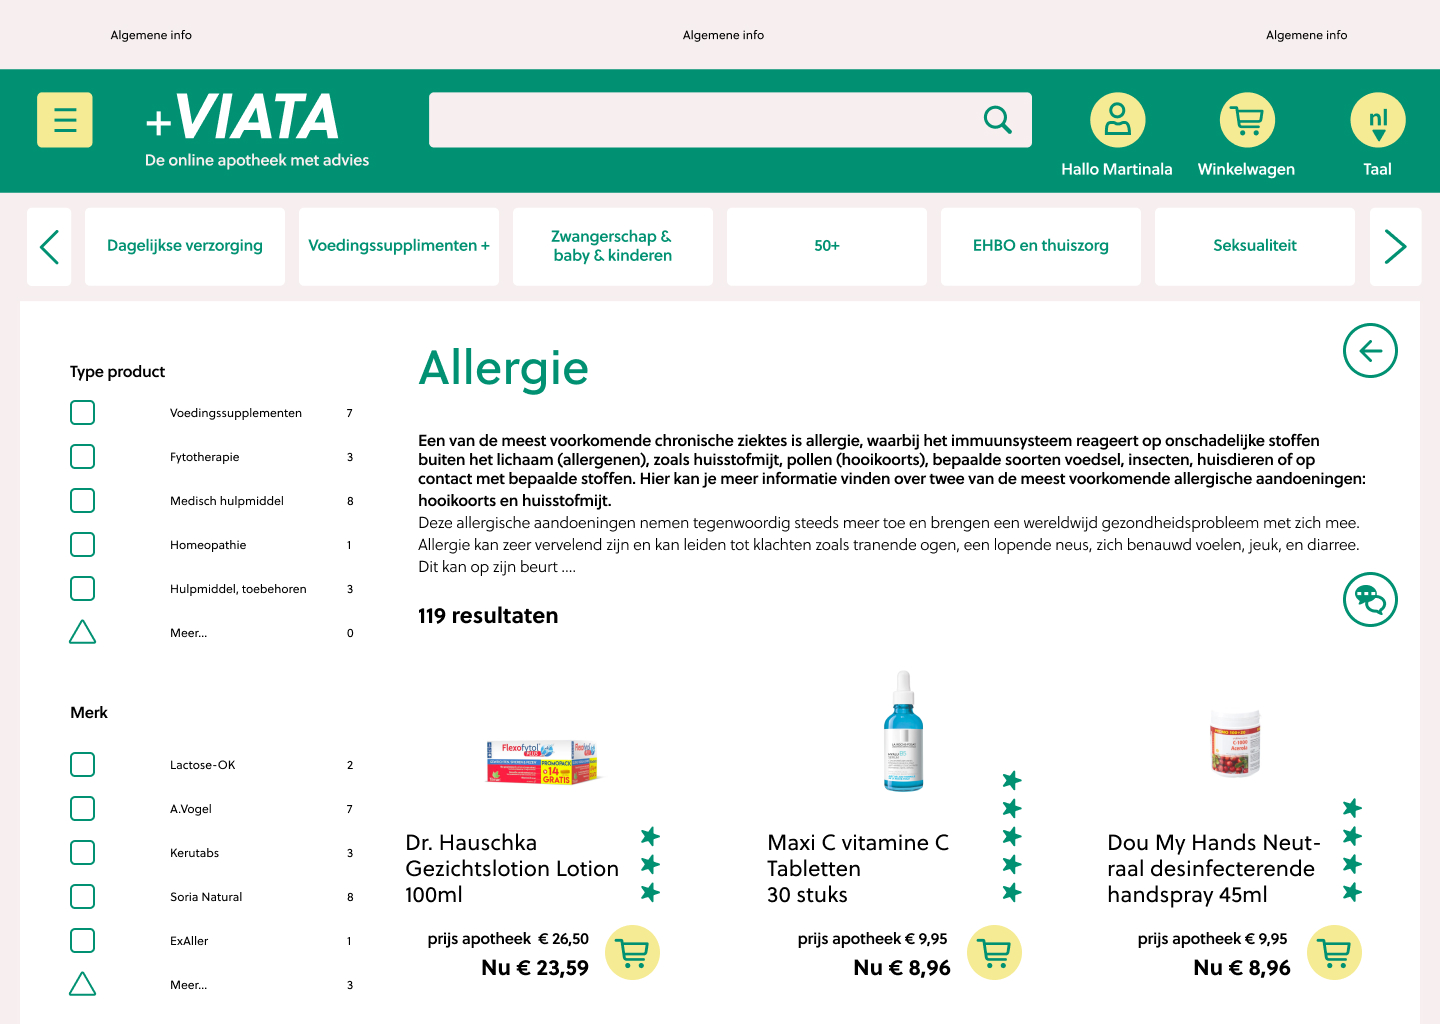 Algemene info
Algemene info
Algemene info
+VIATA
De online apotheek met advies
Hallo Martinala
Winkelwagen
nl
Taal
Dagelijkse verzorging
Voedingssupplimenten +
Zwangerschap &
baby & kinderen
50+
EHBO en thuiszorg
Seksualiteit
Type product
Voedingssupplementen 7
Fytotherapie 3
Medisch hulpmiddel 8
Homeopathie 1
Hulpmiddel, toebehoren 3
Meer... 0
Merk
Lactose-OK 2
A.Vogel 7
Kerutabs 3
Soria Natural 8
ExAller 1
Meer... 3
Allergie
Een van de meest voorkomende chronische ziektes is allergie, waarbij het immuunsysteem reageert op onschadelijke stoffen
buiten het lichaam (allergenen), zoals huisstofmijt, pollen (hooikoorts), bepaalde soorten voedsel, insecten, huisdieren of op
contact met bepaalde stoffen. Hier kan je meer informatie vinden over twee van de meest voorkomende allergische aandoeningen:
hooikoorts en huisstofmijt.
Deze allergische aandoeningen nemen tegenwoordig steeds meer toe en brengen een wereldwijd gezondheidsprobleem met zich mee.
Allergie kan zeer vervelend zijn en kan leiden tot klachten zoals tranende ogen, een lopende neus, zich benauwd voelen, jeuk, en diarree.
Dit kan op zijn beurt ....
119 resultaten
Flexofytol
PLUS
PROMOPACK
14
GRATIS
Dr. Hauschka
Gezichtslotion Lotion
100ml
prijs apotheek € 26,50
Nu € 23,59
Maxi C vitamine C
Tabletten
30 stuks
prijs apotheek € 9,95
Nu € 8,96
C-1000
Acerola
Dou My Hands Neut-
raal desinfecterende
handspray 45ml
prijs apotheek € 9,95
Nu € 8,96